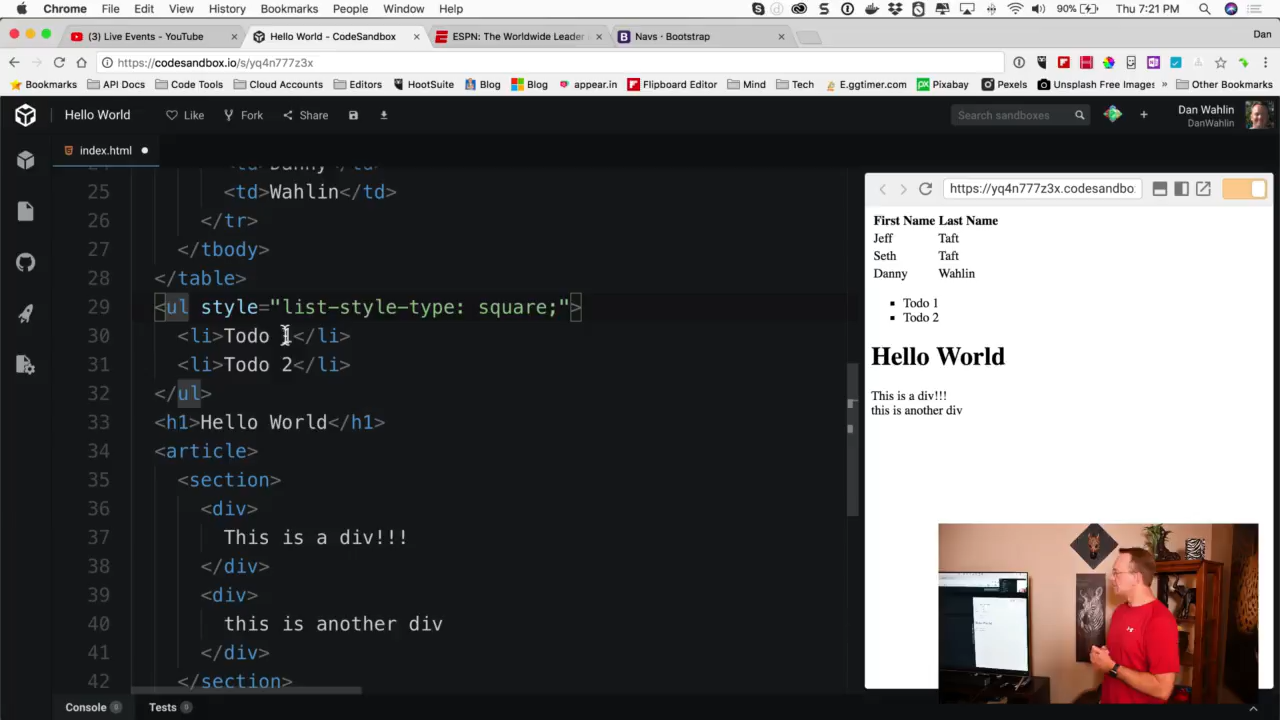 Chrome File Edit View History Bookmarks People Window Help 90% Thu 7:21 PM
(3) Live Events - YouTube Hello World - CodeSandbox ESPN: The Worldwide Leader Navs · Bootstrap Dan
https://codesandbox.io/s/yq4n777z3x
Bookmarks API Docs Code Tools Cloud Accounts Editors HootSuite Blog Blog appear.in Flipboard Editor Mind Tech E.ggtimer.com Pixabay Pexels Unsplash Free Images » Other Bookmarks
Hello World Like Fork Share Search sandboxes Dan Wahlin
DanWahlin
index.html
24 <td>Danny</td>
25 <td>Wahlin</td>
26 </tr>
27 </tbody>
28 </table>
29 <ul style="list-style-type: square;">
30 <li>Todo 1</li>
31 <li>Todo 2</li>
32 </ul>
33 <h1>Hello World</h1>
34 <article>
35 <section>
36 <div>
37 This is a div!!!
38 </div>
39 <div>
40 this is another div
41 </div>
42 </section>
Console 0 Tests 0
https://yq4n777z3x.codesandbo
First Name Last Name
Jeff Taft
Seth Taft
Danny Wahlin
Todo 1
Todo 2
Hello World
This is a div!!!
this is another div